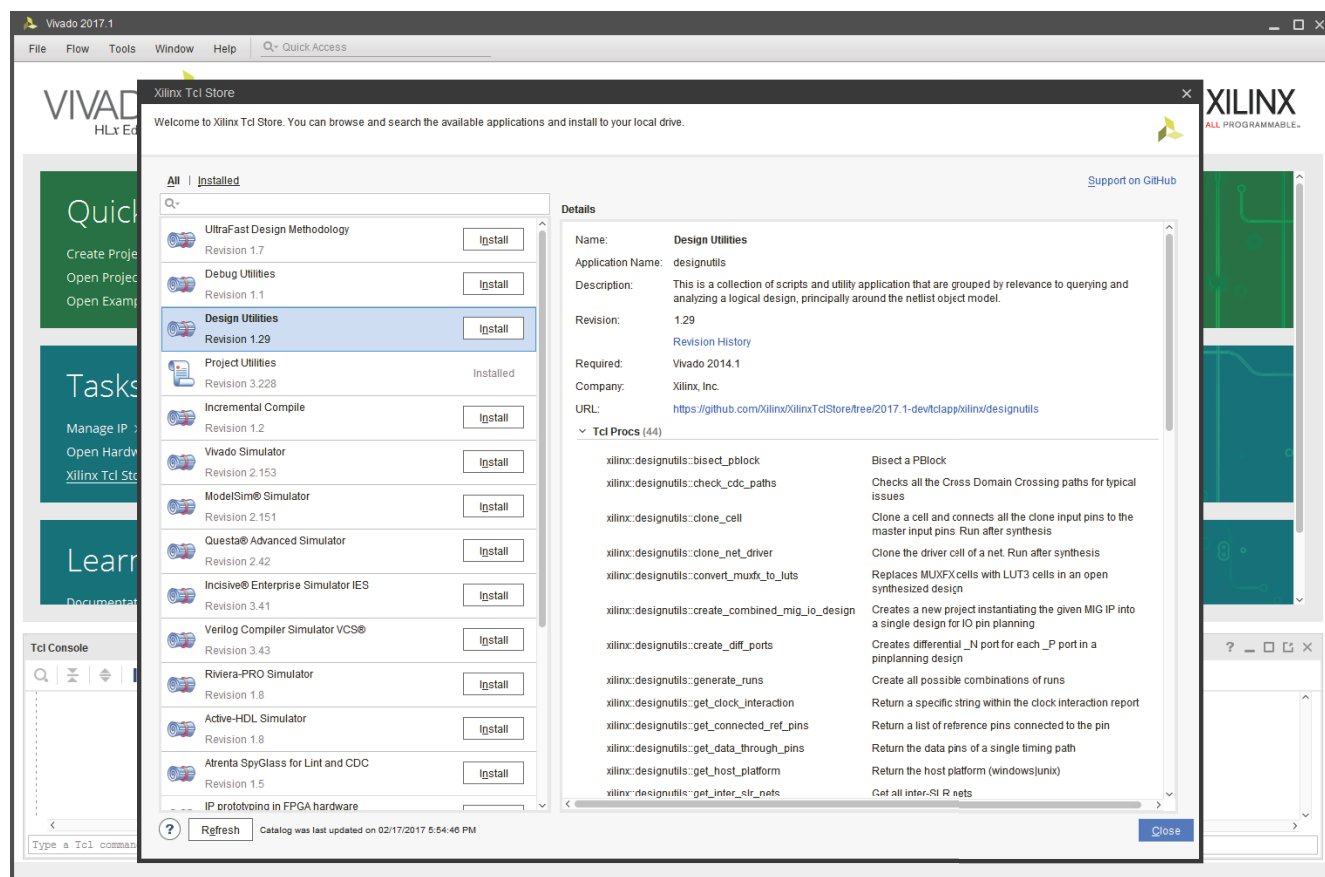 Vivado 2017.1
File Flow Tools Window Help Quick Access
VIVAD
HLx Ed
XILINX
ALL PROGRAMMABLE.
Quick
Create Proje
Open Projec
Open Examp
Tasks
Manage IP >
Open Hardw
Xilinx Tcl Sto
Learn
Documentat
Xilinx Tcl Store
Welcome to Xilinx Tcl Store. You can browse and search the available applications and install to your local drive.
All | Installed
Support on GitHub
UltraFast Design Methodology
Revision 1.7
Install
Debug Utilities
Revision 1.1
Install
Design Utilities
Revision 1.29
Install
Project Utilities
Revision 3.228
Installed
Incremental Compile
Revision 1.2
Install
Vivado Simulator
Revision 2.153
Install
ModelSim® Simulator
Revision 2.151
Install
Questa® Advanced Simulator
Revision 2.42
Install
Incisive® Enterprise Simulator IES
Revision 3.41
Install
Verilog Compiler Simulator VCS®
Revision 3.43
Install
Riviera-PRO Simulator
Revision 1.8
Install
Active-HDL Simulator
Revision 1.8
Install
Atrenta SpyGlass for Lint and CDC
Revision 1.5
Install
IP prototyping in FPGA hardware
Details
Name: Design Utilities
Application Name: designutils
Description: This is a collection of scripts and utility application that are grouped by relevance to querying and
analyzing a logical design, principally around the netlist object model.
Revision: 1.29
Revision History
Required: Vivado 2014.1
Company: Xilinx, Inc.
URL: https://github.com/Xilinx/XilinxTclStore/tree/2017.1-dev/tclapp/xilinx/designutils
Tcl Procs (44)
xilinx::designutils::bisect_pblock Bisect a PBlock
xilinx::designutils::check_cdc_paths Checks all the Cross Domain Crossing paths for typical
issues
xilinx::designutils::clone_cell Clone a cell and connects all the clone input pins to the
master input pins. Run after synthesis
xilinx::designutils::clone_net_driver Clone the driver cell of a net. Run after synthesis
xilinx::designutils::convert_muxfx_to_luts Replaces MUXFX cells with LUT3 cells in an open
synthesized design
xilinx::designutils::create_combined_mig_io_design Creates a new project instantiating the given MIG IP into
a single design for IO pin planning
xilinx::designutils::create_diff_ports Creates differential _N port for each _P port in a
pinplanning design
xilinx::designutils::generate_runs Create all possible combinations of runs
xilinx::designutils::get_clock_interaction Return a specific string within the clock interaction report
xilinx::designutils::get_connected_ref_pins Return a list of reference pins connected to the pin
xilinx::designutils::get_data_through_pins Return the data pins of a single timing path
xilinx::designutils::get_host_platform Return the host platform (windows|unix)
xilinx::designutils::get_inter_slr_nets Get all inter-SLR nets
? Refresh Catalog was last updated on 02/17/2017 5:54:46 PM
Close
Tcl Console
Type a Tcl comman